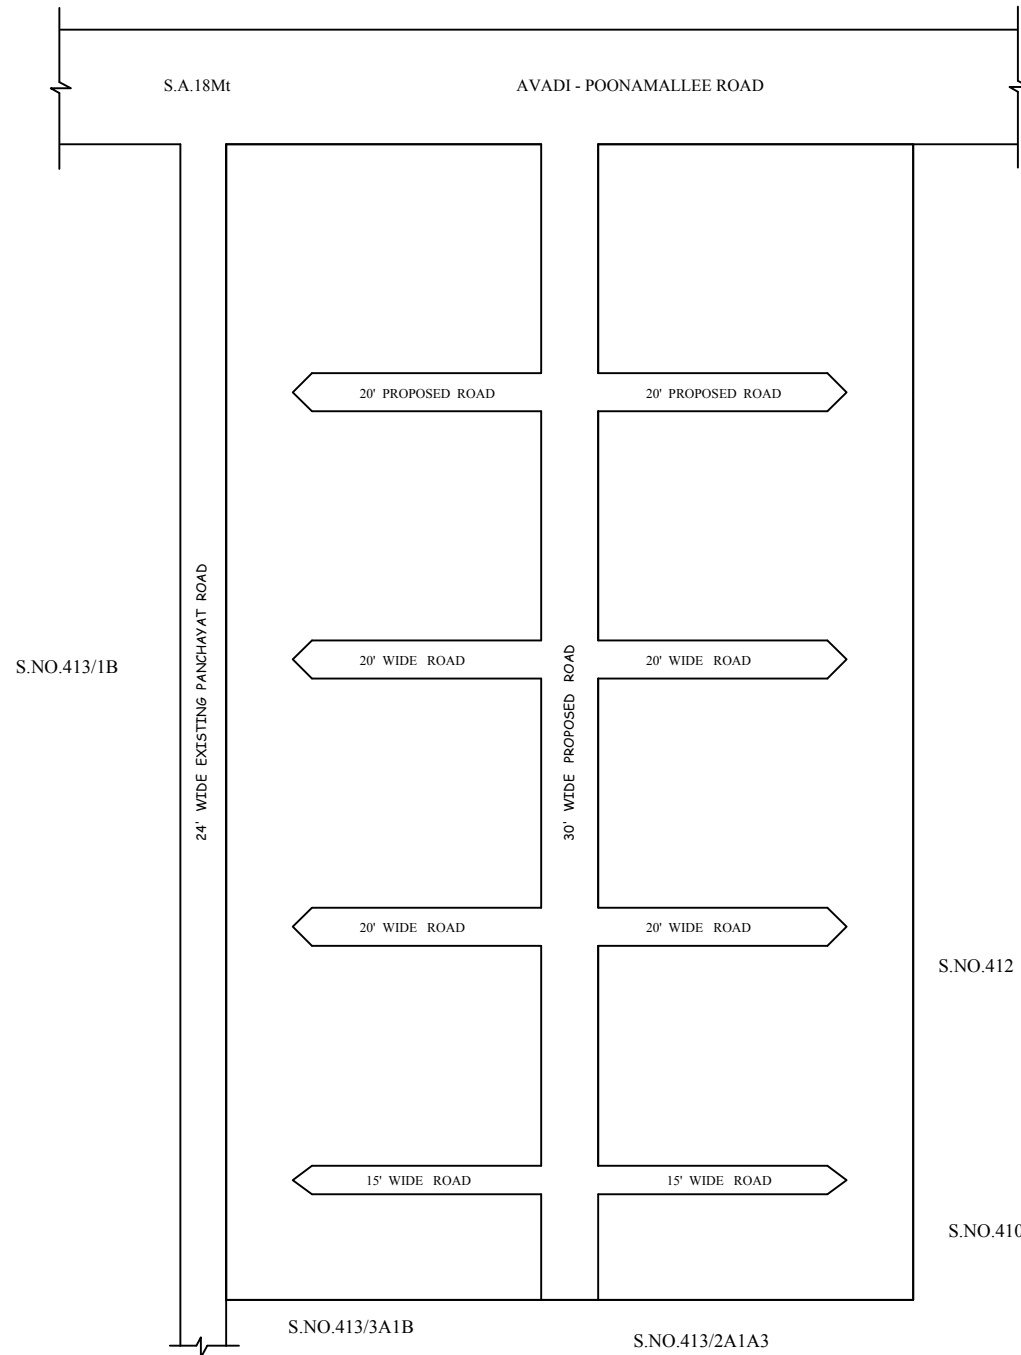 S.A.18Mt
AVADI - POONAMALLEE ROAD
20' PROPOSED ROAD
20' PROPOSED ROAD
24' WIDE EXISTING PANCHAYAT ROAD
S.NO.413/1B
20' WIDE ROAD
20' WIDE ROAD
30' WIDE PROPOSED ROAD
20' WIDE ROAD
20' WIDE ROAD
S.NO.412
15' WIDE ROAD
15' WIDE ROAD
S.NO.410
S.NO.413/3A1B
S.NO.413/2A1A3